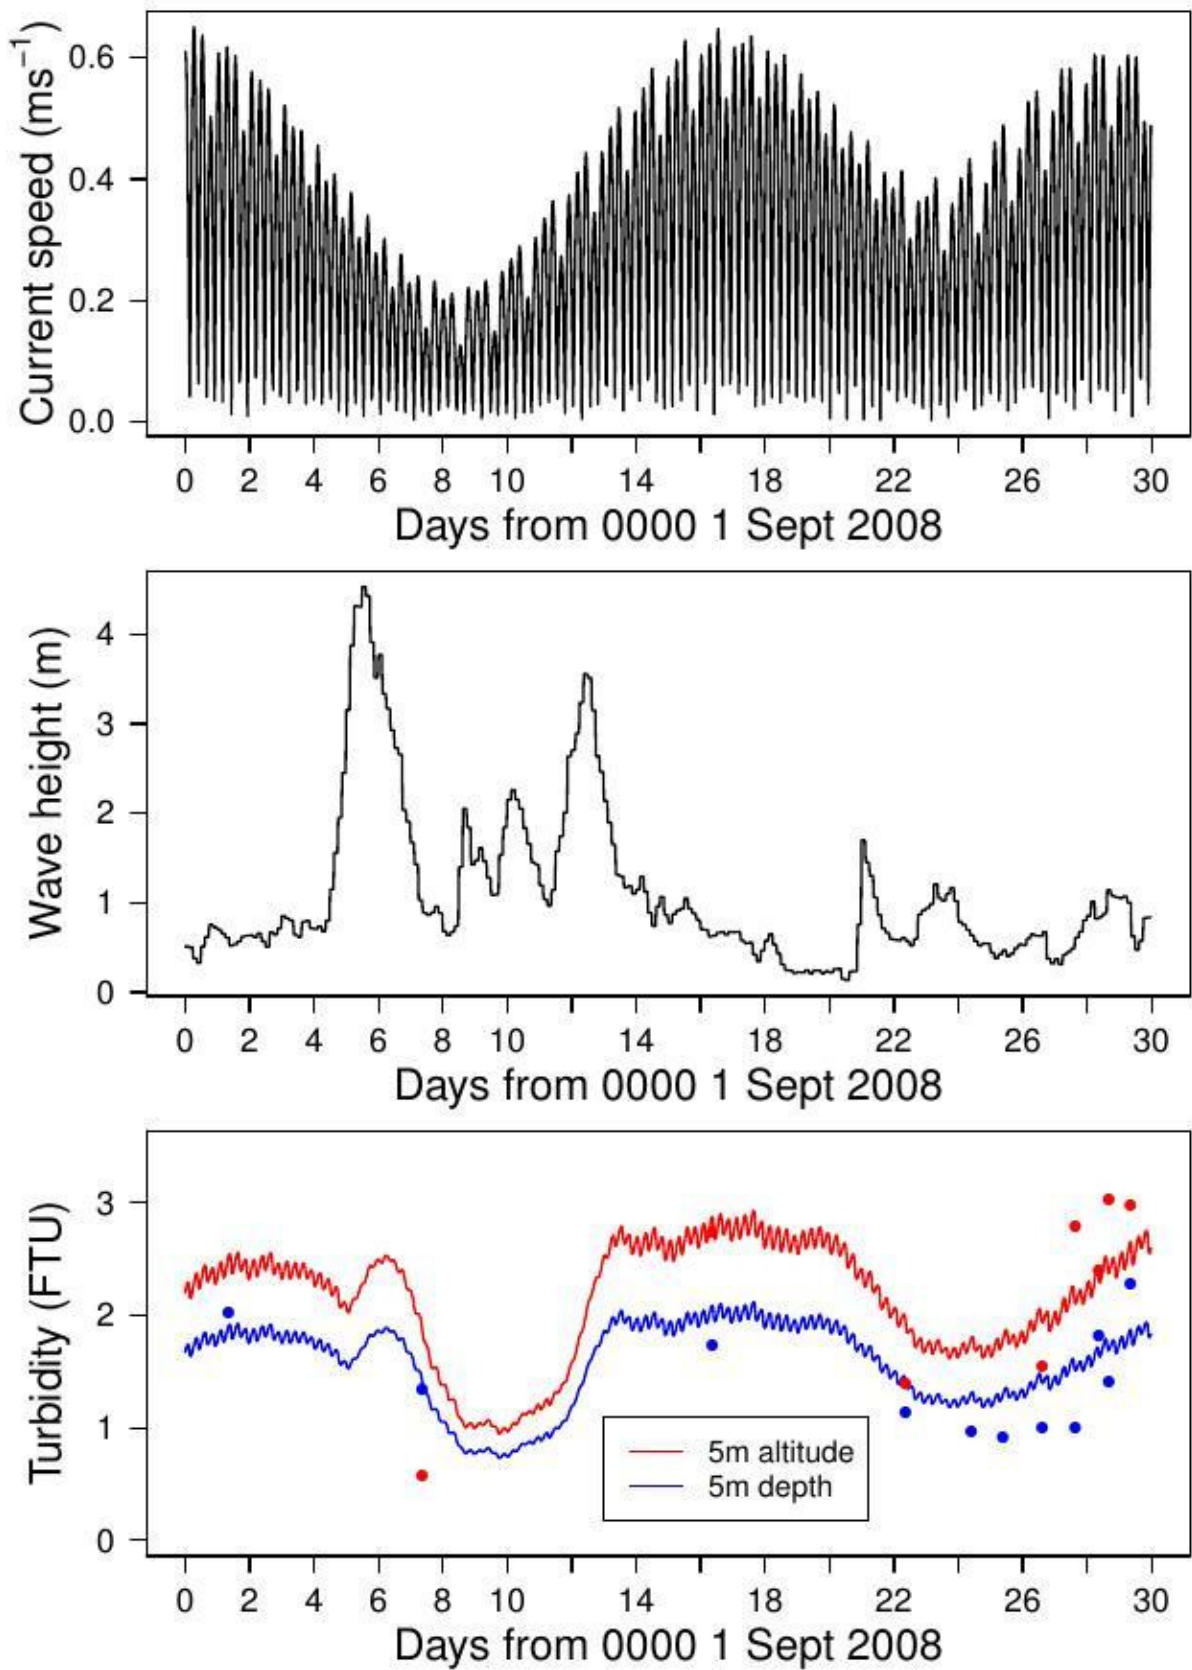 Current speed (ms⁻¹)
0.6
0.4
0.2
0.0
0 2 4 6 8 10 14 18 22 26 30
Days from 0000 1 Sept 2008
Wave height (m)
4
3
2
1
0
0 2 4 6 8 10 14 18 22 26 30
Days from 0000 1 Sept 2008
Turbidity (FTU)
3
2
1
0
5m altitude
5m depth
0 2 4 6 8 10 14 18 22 26 30
Days from 0000 1 Sept 2008